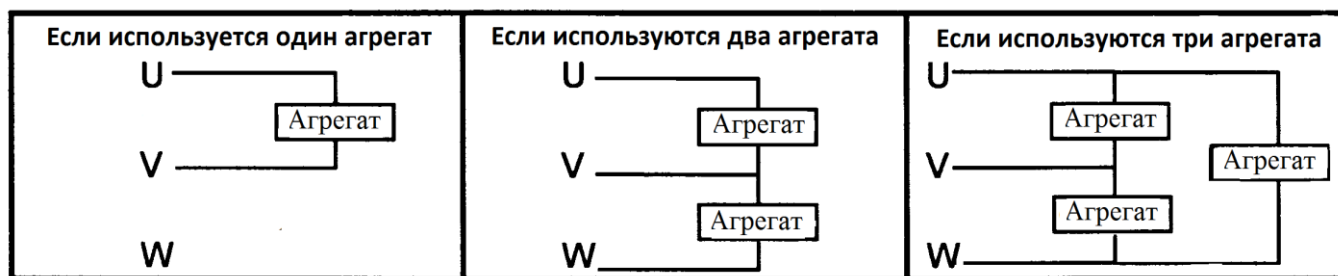 Если используется один агрегат
U
Агрегат
V
W
Если используются два агрегата
U
Агрегат
V
Агрегат
W
Если используются три агрегата
U
Агрегат
V
Агрегат
Агрегат
W